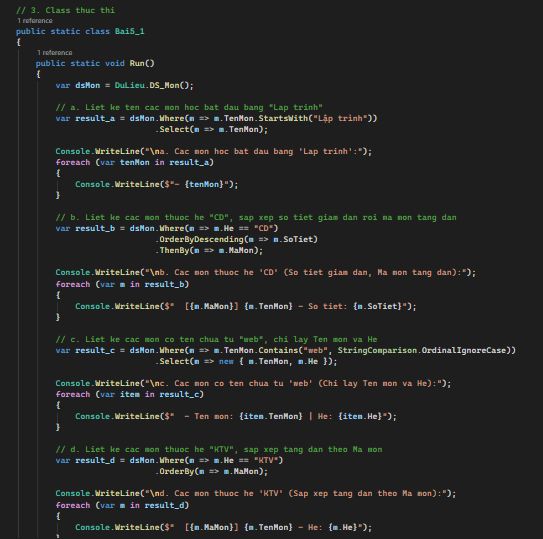 // 3. Class thuc thi
1 reference
public static class Bai5_1
{
1 reference
public static void Run()
{
var dsMon = DuLieu.DS_Mon();
// a. Liet ke ten cac mon hoc bat dau bang "Lap trinh"
var result_a = dsMon.Where(m => m.TenMon.StartsWith("Lập trinh"))
.Select(m => m.TenMon);
Console.WriteLine("\na. Cac mon hoc bat dau bang 'Lap trinh':");
foreach (var tenMon in result_a)
{
Console.WriteLine($"- {tenMon}");
}
// b. Liet ke cac mon thuoc he "CD", sap xep so tiet giam dan roi ma mon tang dan
var result_b = dsMon.Where(m => m.He == "CD")
.OrderByDescending(m => m.SoTiet)
.ThenBy(m => m.MaMon);
Console.WriteLine("\nb. Cac mon thuoc he 'CD' (So tiet giam dan, Ma mon tang dan):");
foreach (var m in result_b)
{
Console.WriteLine($"  [{m.MaMon}] {m.TenMon} - So tiet: {m.SoTiet}");
}
// c. Liet ke cac mon co ten chua tu "web", chi lay Ten mon va He
var result_c = dsMon.Where(m => m.TenMon.Contains("web", StringComparison.OrdinalIgnoreCase))
.Select(m => new { m.TenMon, m.He });
Console.WriteLine("\nc. Cac mon co ten chua tu 'web' (Chi lay Ten mon va He):");
foreach (var item in result_c)
{
Console.WriteLine($"  - Ten mon: {item.TenMon} | He: {item.He}");
}
// d. Liet ke cac mon thuoc he "KTV", sap xep tang dan theo Ma mon
var result_d = dsMon.Where(m => m.He == "KTV")
.OrderBy(m => m.MaMon);
Console.WriteLine("\nd. Cac mon thuoc he 'KTV' (Sap xep tang dan theo Ma mon):");
foreach (var m in result_d)
{
Console.WriteLine($"  [{m.MaMon}] {m.TenMon} - He: {m.He}");
}